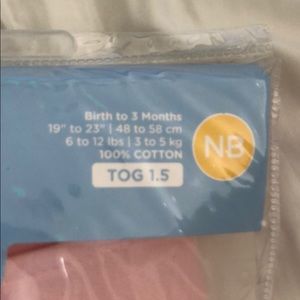 Birth to 3 Months
19" to 23" | 48 to 58 cm
6 to 12 lbs | 3 to 5 kg
100% COTTON
TOG 1.5
NB